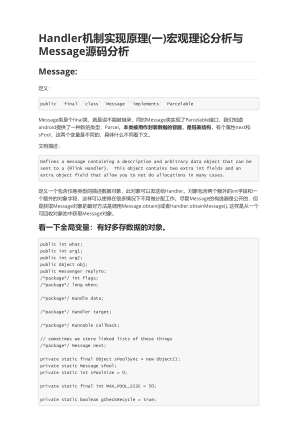 Handler机制实现原理(一)宏观理论分析与
Message源码分析
Message:
定义:
public ``final ``class ``Message ``implements ``Parcelable
Message类是个final类，就是说不能被继承，同时Message类实现了Parcelable接口，我们知道
android提供了一种新的类型：Parcel。本类被用作封装数据的容器，是链表结构，有个属性next和
sPool，这两个变量是不同的，具体什么不同看下文。
文档描述：
Defines a message containing a description and arbitrary data object that can be
sent to a {@link Handler}. This object contains two extra int fields and an
extra object field that allow you to not do allocations in many cases.
定义一个包含任意类型的描述数据对象，此对象可以发送给Handler。对象包含两个额外的int字段和一
个额外的对象字段，这样可以使得在很多情况下不用做分配工作。尽管Message的构造器是公开的，但
是获取Message对象的最好方法是调用Message.obtain()或者Handler.obtainMessage(),这样是从一个
可回收对象池中获取Message对象。
看一下全局变量：有好多存数据的对象。
public int what;
public int arg1;
public int arg2;
public Object obj;
public Messenger replyTo;
/*package*/ int flags;
/*package*/ long when;
/*package*/ Bundle data;
/*package*/ Handler target;
/*package*/ Runnable callback;
// sometimes we store linked lists of these things
/*package*/ Message next;
private static final Object sPoolSync = new Object();
private static Message sPool;
private static int sPoolSize = 0;
private static final int MAX_POOL_SIZE = 50;
private static boolean gCheckRecycle = true;